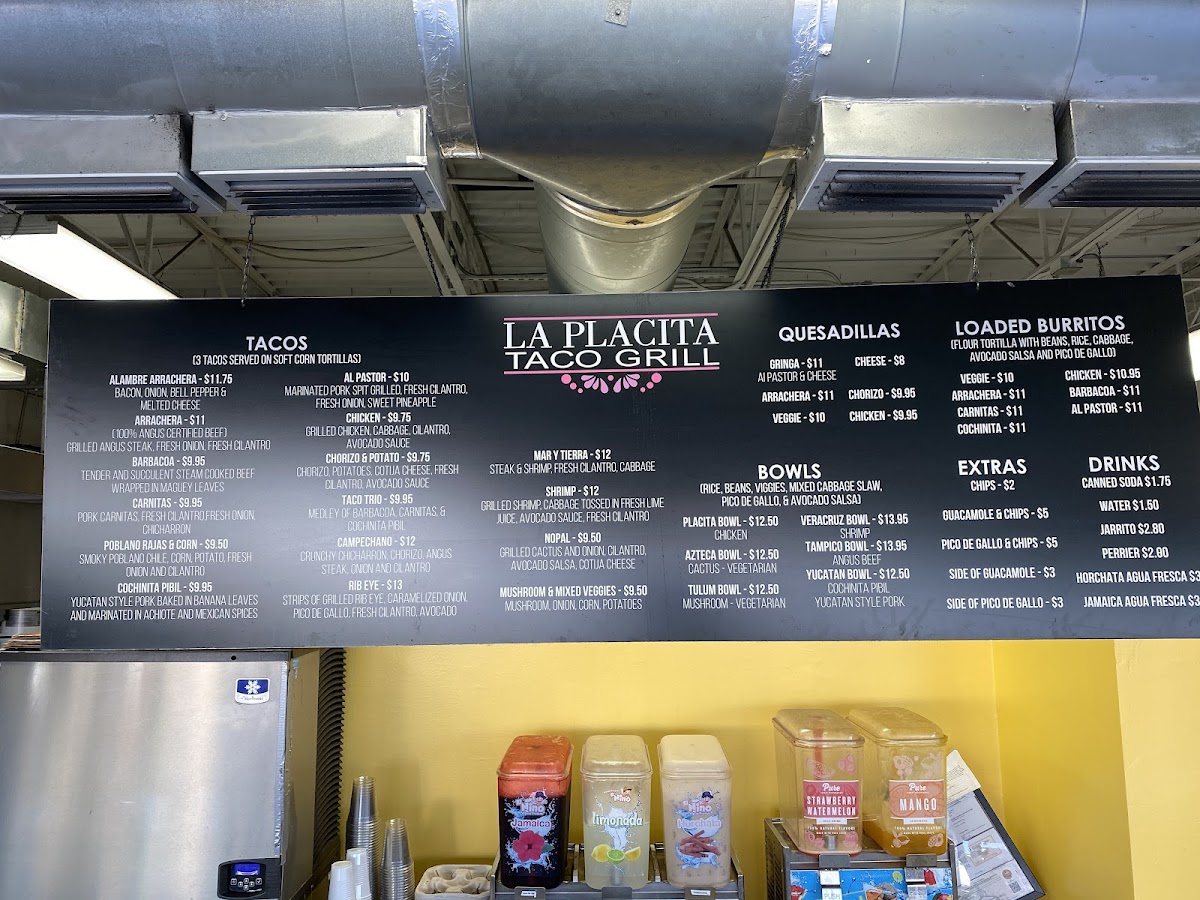 LA PLACITA
TACO GRILL
TACOS
(3 TACOS SERVED ON SOFT CORN TORTILLAS)
ALAMBRE ARRACHERA - $11.75
BACON, ONION, BELL PEPPER &
MELTED CHEESE
ARRACHERA - $11
(100% ANGUS CERTIFIED BEEF)
GRILLED ANGUS STEAK, FRESH ONION, FRESH CILANTRO
BARBACOA - $9.95
TENDER AND SUCCULENT STEAM COOKED BEEF
WRAPPED IN MAGUEY LEAVES
CARNITAS - $9.95
PORK CARNITAS, FRESH CILANTRO,FRESH ONION,
CHICHARRON
POBLANO RAJAS & CORN - $9.50
SMOKY POBLANO CHILE, CORN, POTATO, FRESH
ONION AND CILANTRO
COCHINITA PIBIL - $9.95
YUCATAN STYLE PORK BAKED IN BANANA LEAVES
AND MARINATED IN ACHIOTE AND MEXICAN SPICES
AL PASTOR - $10
MARINATED PORK SPIT GRILLED, FRESH CILANTRO,
FRESH ONION, SWEET PINEAPPLE
CHICKEN - $9.75
GRILLED CHICKEN, CABBAGE, CILANTRO,
AVOCADO SAUCE
CHORIZO & POTATO - $9.75
CHORIZO, POTATOES, COTIJA CHEESE, FRESH
CILANTRO, AVOCADO SAUCE
TACO TRIO - $9.95
MEDLEY OF BARBACOA, CARNITAS, &
COCHINITA PIBIL
CAMPECHANO - $12
CRUNCHY CHICHARRON, CHORIZO, ANGUS
STEAK, ONION AND CILANTRO
RIB EYE - $13
STRIPS OF GRILLED RIB EYE, CARAMELIZED ONION,
PICO DE GALLO, FRESH CILANTRO, AVOCADO
MAR Y TIERRA - $12
STEAK & SHRIMP, FRESH CILANTRO, CABBAGE
SHRIMP - $12
GRILLED SHRIMP, CABBAGE TOSSED IN FRESH LIME
JUICE, AVOCADO SAUCE, FRESH CILANTRO
NOPAL - $9.50
GRILLED CACTUS AND ONION, CILANTRO,
AVOCADO SALSA, COTIJA CHEESE
MUSHROOM & MIXED VEGGIES - $9.50
MUSHROOM, ONION, CORN, POTATOES
QUESADILLAS
GRINGA - $11
Al PASTOR & CHEESE
ARRACHERA - $11
VEGGIE - $10
CHEESE - $8
CHORIZO - $9.95
CHICKEN - $9.95
LOADED BURRITOS
(FLOUR TORTILLA WITH BEANS, RICE, CABBAGE,
AVOCADO SALSA AND PICO DE GALLO)
VEGGIE - $10
ARRACHERA - $11
CARNITAS - $11
COCHINITA - $11
CHICKEN - $10.95
BARBACOA - $11
AL PASTOR - $11
BOWLS
(RICE, BEANS, VIGGIES, MIXED CABBAGE SLAW,
PICO DE GALLO, & AVOCADO SALSA)
PLACITA BOWL - $12.50
CHICKEN
AZTECA BOWL - $12.50
CACTUS - VEGETARIAN
TULUM BOWL - $12.50
MUSHROOM - VEGETARIAN
VERACRUZ BOWL - $13.95
SHRIMP
TAMPICO BOWL - $13.95
ANGUS BEEF
YUCATAN BOWL - $12.50
COCHINITA PIBIL
YUCATAN STYLE PORK
EXTRAS
CHIPS - $2
GUACAMOLE & CHIPS - $5
PICO DE GALLO & CHIPS - $5
SIDE OF GUACAMOLE - $3
SIDE OF PICO DE GALLO - $3
DRINKS
CANNED SODA $1.75
WATER $1.50
JARRITO $2.80
PERRIER $2.80
HORCHATA AGUA FRESCA $3
JAMAICA AGUA FRESCA $3
Nino
Jamaica
Nino
limonada
Nino
Horchata
Pure
STRAWBERRY
WATERMELON
100% NATURAL FLAVORS
Pure
MANGO
100% NATURAL FLAVORS